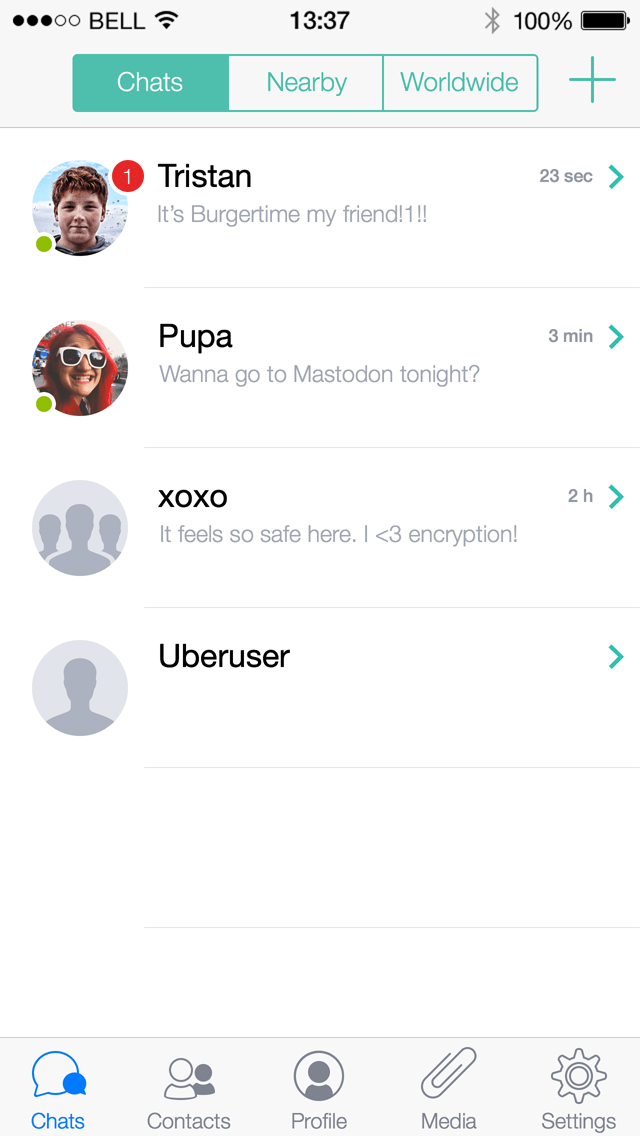 BELL 13:37 100%
Chats Nearby Worldwide
1 Tristan 23 sec
It’s Burgertime my friend!1!!
Pupa 3 min
Wanna go to Mastodon tonight?
xoxo 2 h
It feels so safe here. I <3 encryption!
Uberuser
Chats Contacts Profile Media Settings